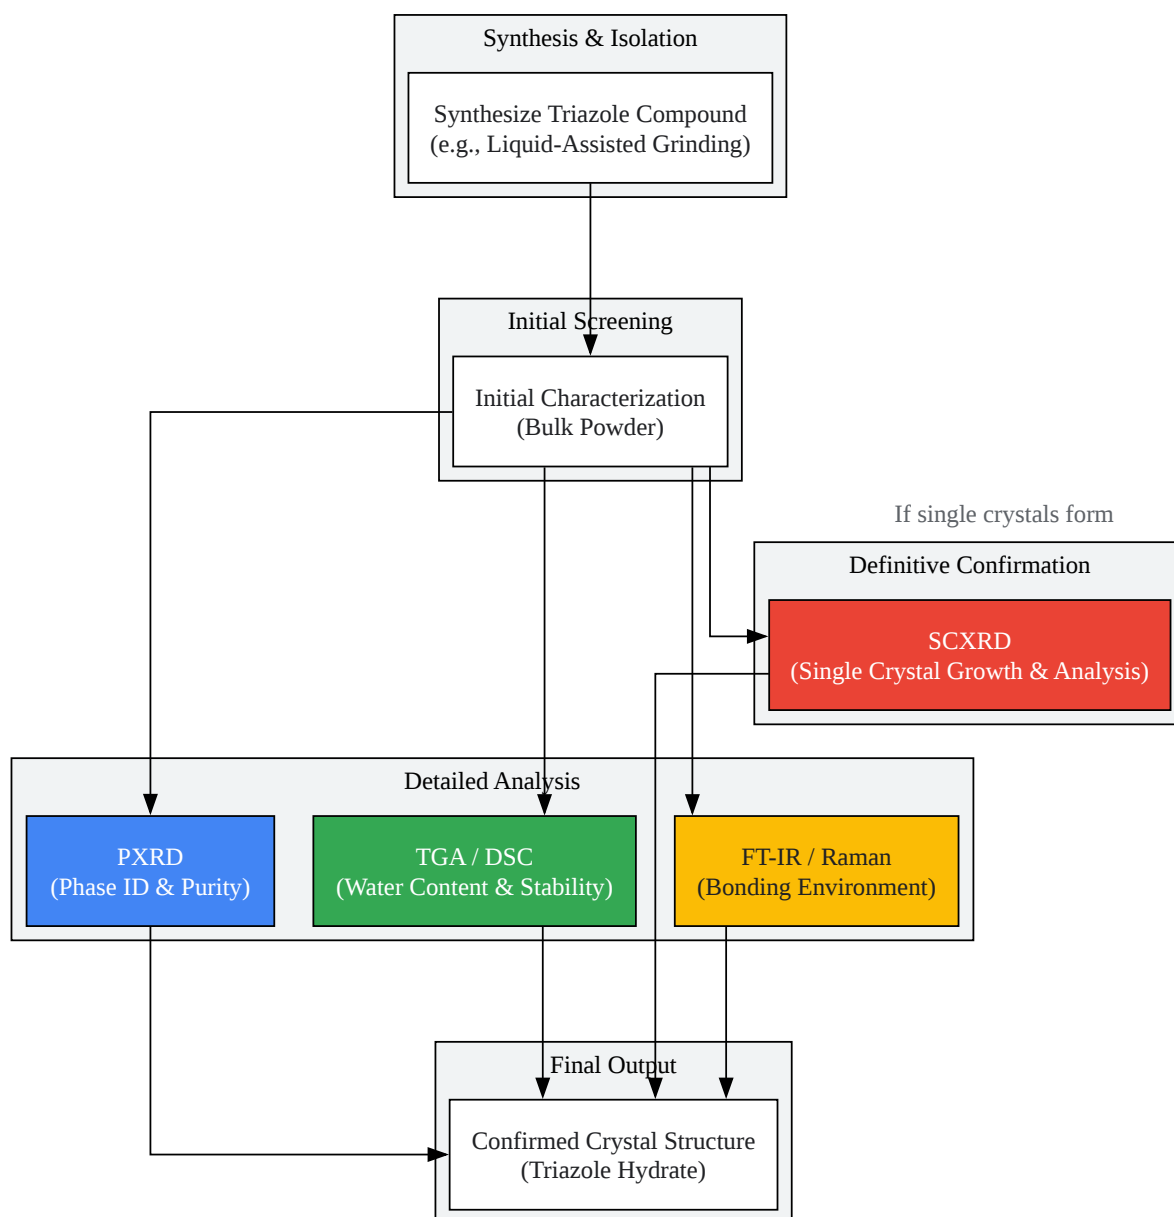 Synthesis & Isolation
Synthesize Triazole Compound
(e.g., Liquid-Assisted Grinding)
Initial Screening
Initial Characterization
(Bulk Powder)
If single crystals form
Definitive Confirmation
SCXRD
(Single Crystal Growth & Analysis)
Detailed Analysis
PXRD
(Phase ID & Purity)
TGA / DSC
(Water Content & Stability)
FT-IR / Raman
(Bonding Environment)
Final Output
Confirmed Crystal Structure
(Triazole Hydrate)